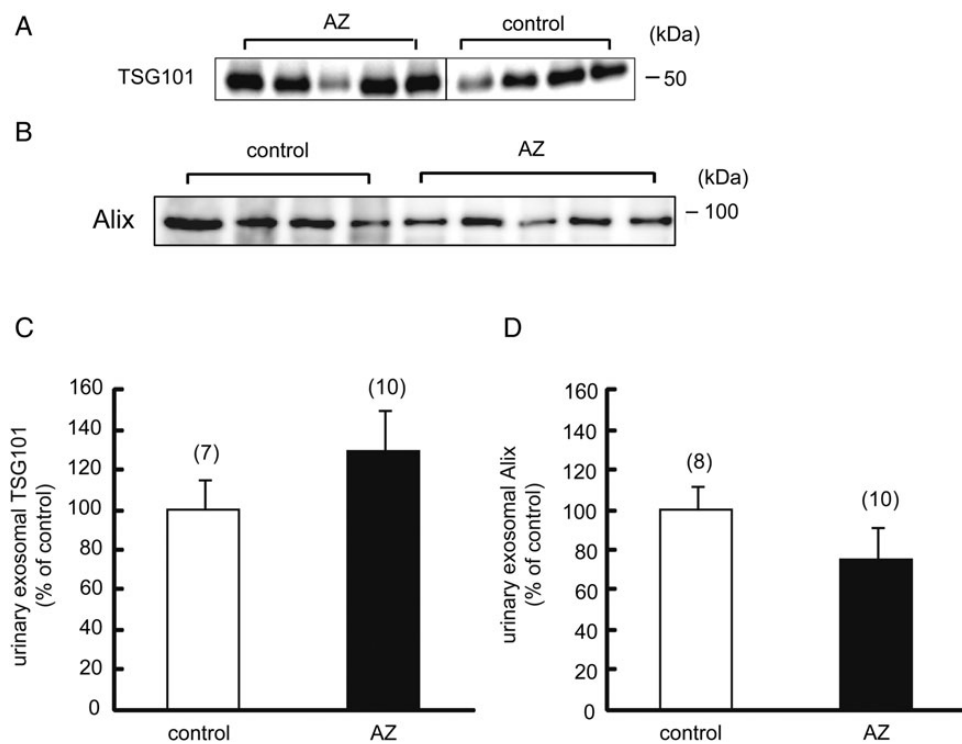 A
AZ
control
(kDa)
TSG101
– 50
B
control
AZ
(kDa)
Alix
– 100
C
urinary exosomal TSG101
(% of control)
160
140
120
100
80
60
40
20
0
(7)
(10)
control
AZ
D
urinary exosomal Alix
(% of control)
160
140
120
100
80
60
40
20
0
(8)
(10)
control
AZ